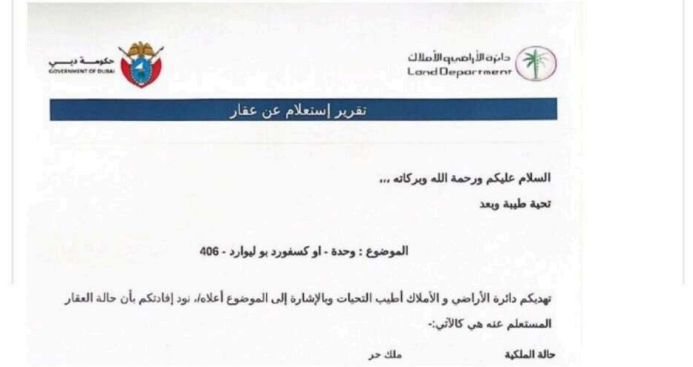 حكومة دبي
GOVERNMENT OF DUBAI
دائرة الأراضي والأملاك
Land Department
تقرير إستعلام عن عقار
السلام عليكم ورحمة الله وبركاته ,,,
تحية طيبة وبعد
الموضوع : وحدة - او كسفورد بو ليوارد - 406
تهديكم دائرة الأراضي و الأملاك أطيب التحيات وبالإشارة إلى الموضوع أعلاه/، نود إفادتكم بأن حالة العقار
المستعلم عنه هي كالآتي:-
حالة الملكية ملك حر